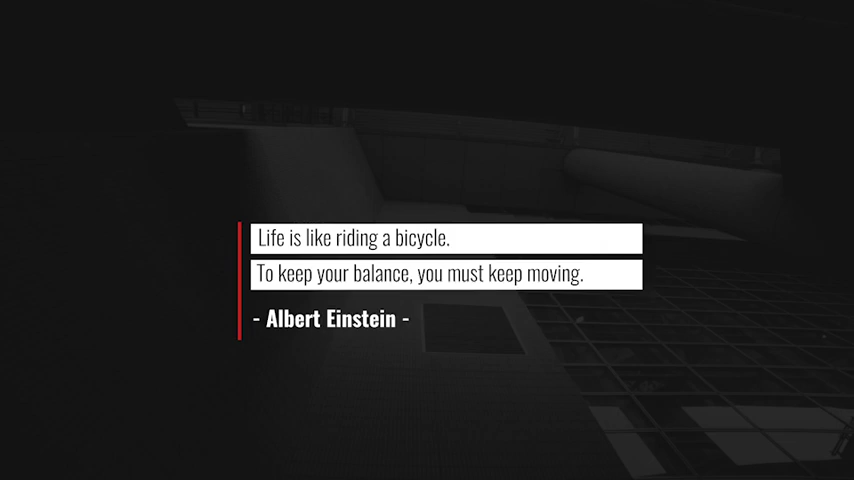 Life is like riding a bicycle.
To keep your balance, you must keep moving.
- Albert Einstein -